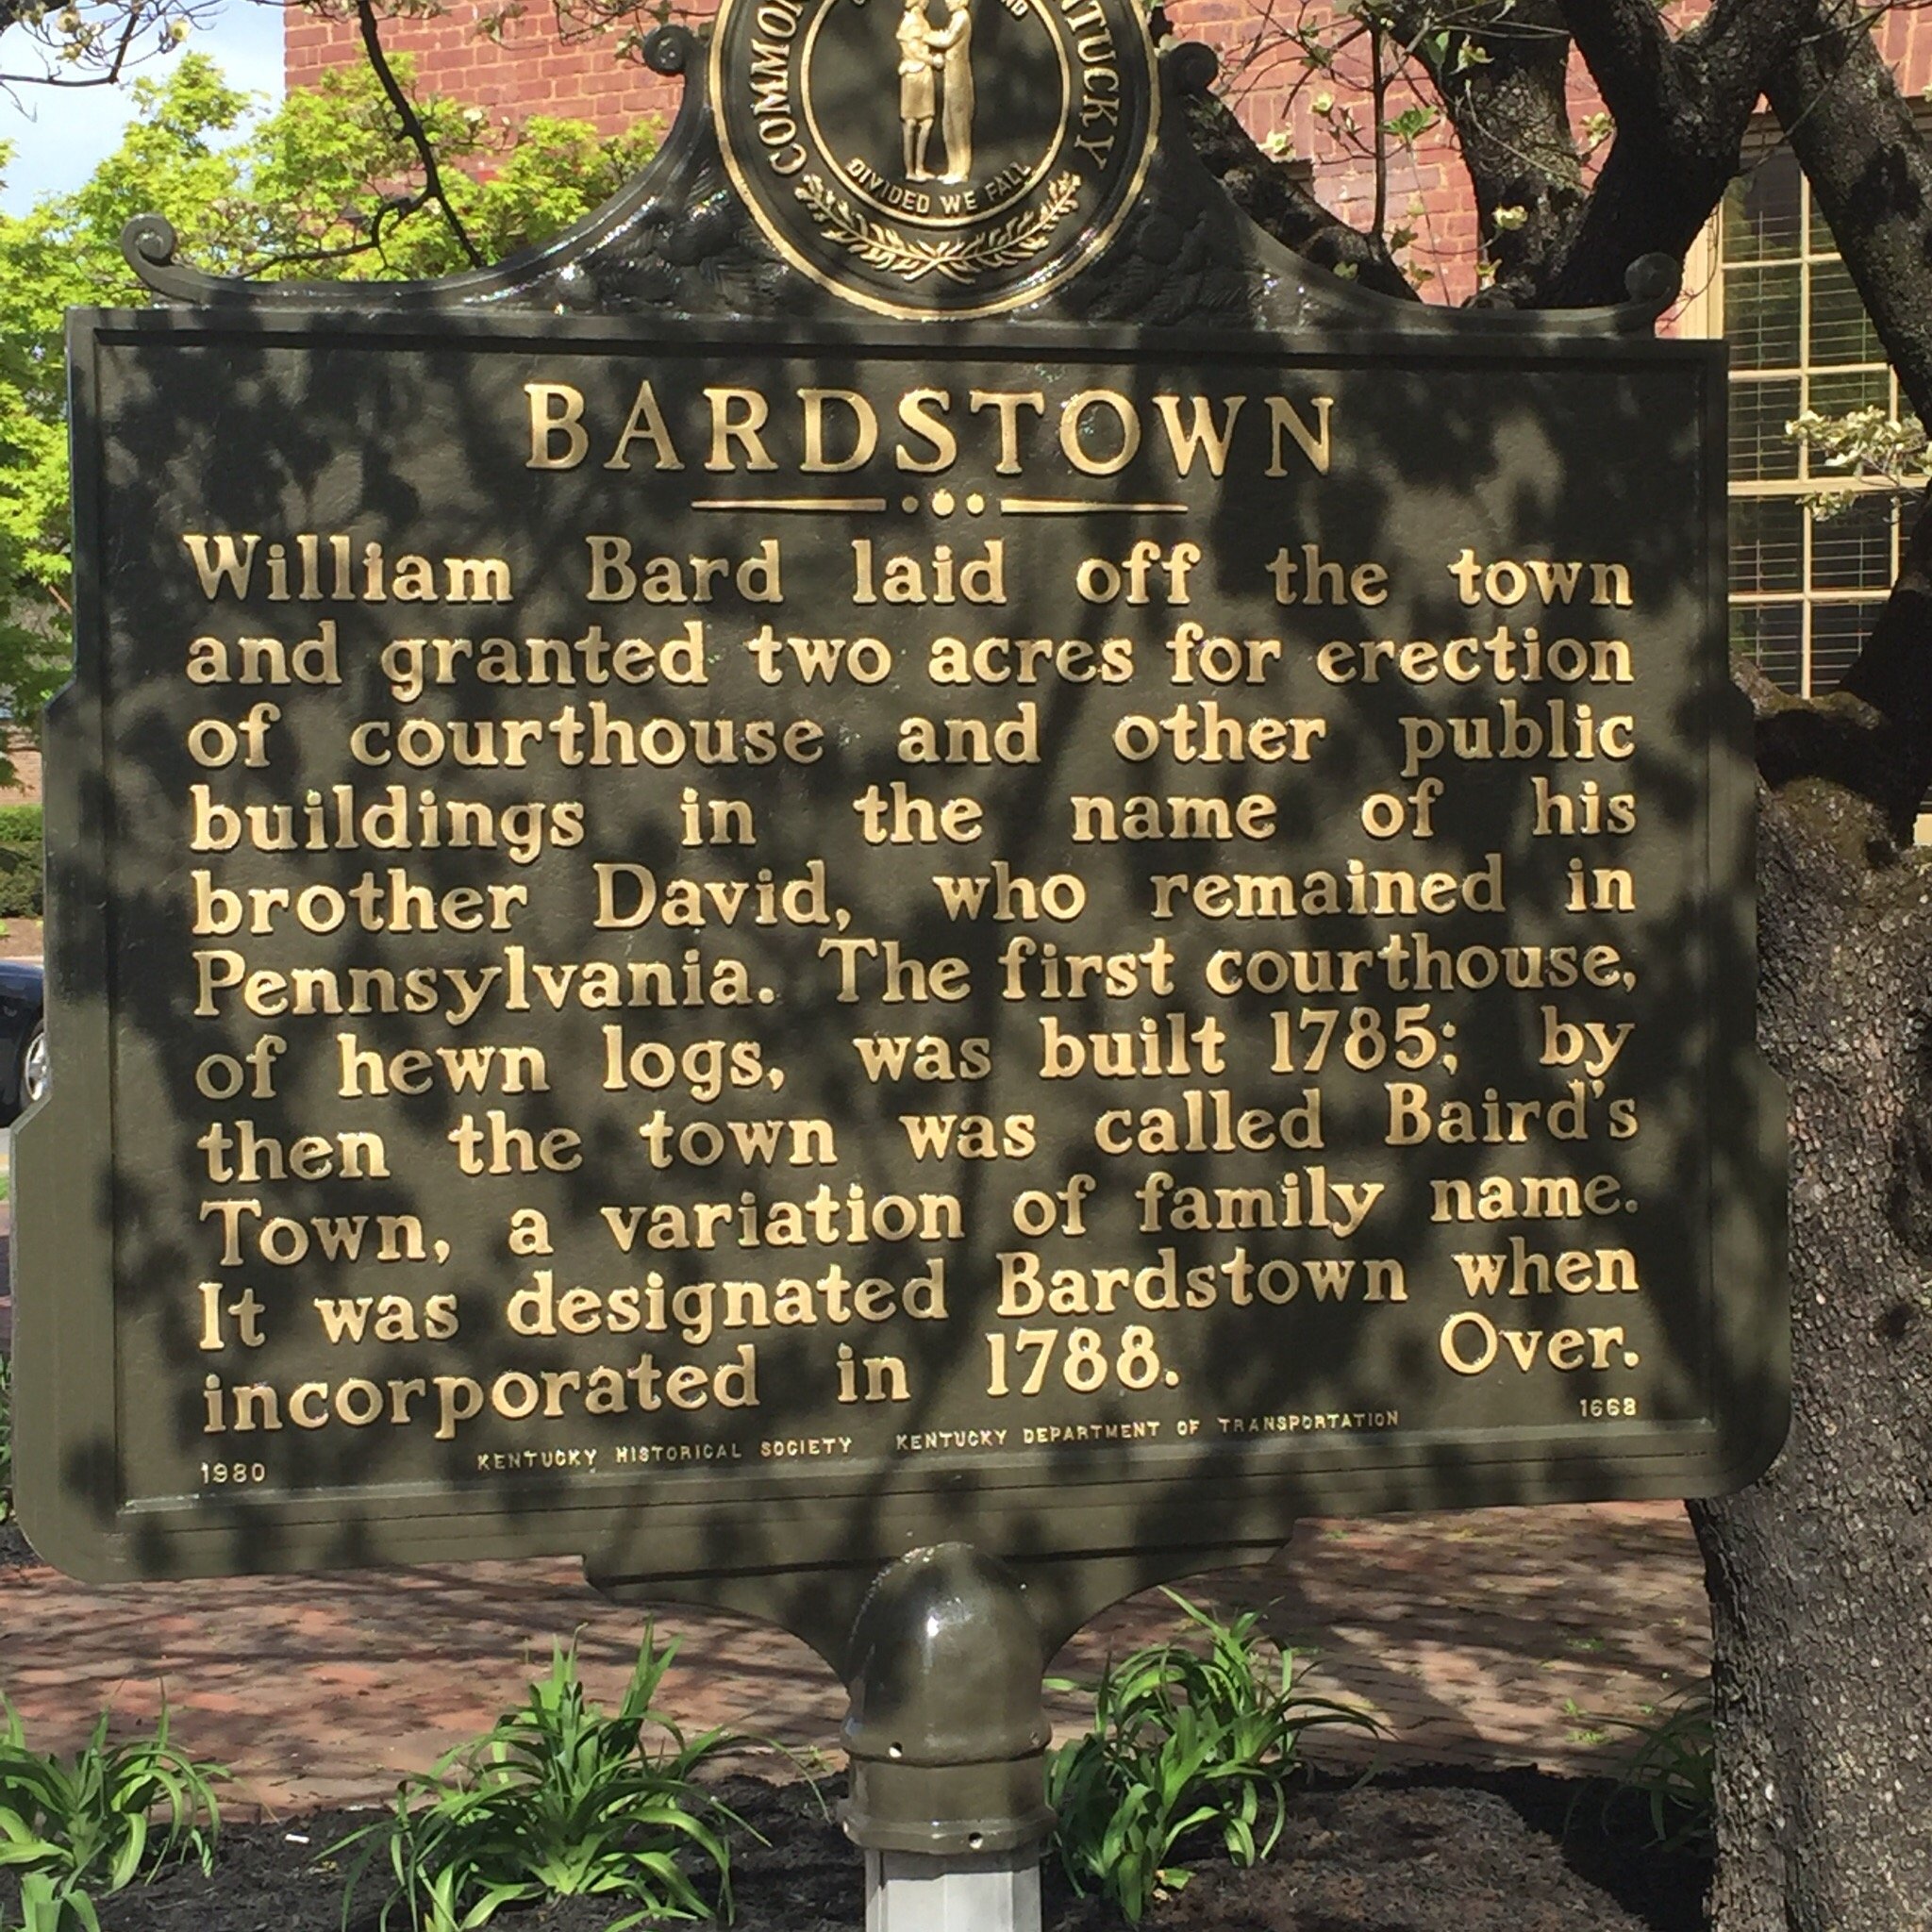 COMMON
NTUCKY
ND
DIVIDED WE FALL
BARDSTOWN
William Bard laid off the town
and granted two acres for erection
of courthouse and other public
buildings in the name of his
brother David, who remained in
Pennsylvania. The first courthouse,
of hewn logs, was built 1785; by
then the town was called Baird's
Town, a variation of family name.
It was designated Bardstown when
incorporated in 1788. Over.
1980 KENTUCKY HISTORICAL SOCIETY KENTUCKY DEPARTMENT OF TRANSPORTATION 1668